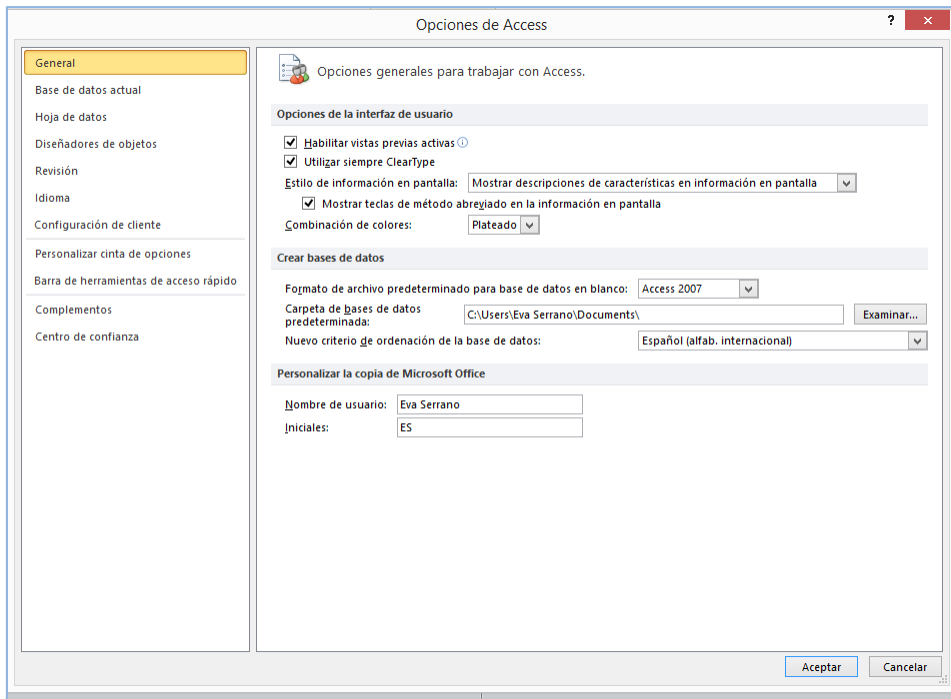 Opciones de Access
?
General
Base de datos actual
Hoja de datos
Diseñadores de objetos
Revisión
Idioma
Configuración de cliente
Personalizar cinta de opciones
Barra de herramientas de acceso rápido
Complementos
Centro de confianza
Opciones generales para trabajar con Access.
Opciones de la interfaz de usuario
Habilitar vistas previas activas
Utilizar siempre ClearType
Estilo de información en pantalla: Mostrar descripciones de características en información en pantalla
Mostrar teclas de método abreviado en la información en pantalla
Combinación de colores: Plateado
Crear bases de datos
Formato de archivo predeterminado para base de datos en blanco: Access 2007
Carpeta de bases de datos
predeterminada: C:\Users\Eva Serrano\Documents\ Examinar...
Nuevo criterio de ordenación de la base de datos: Español (alfab. internacional)
Personalizar la copia de Microsoft Office
Nombre de usuario: Eva Serrano
Iniciales: ES
Aceptar Cancelar